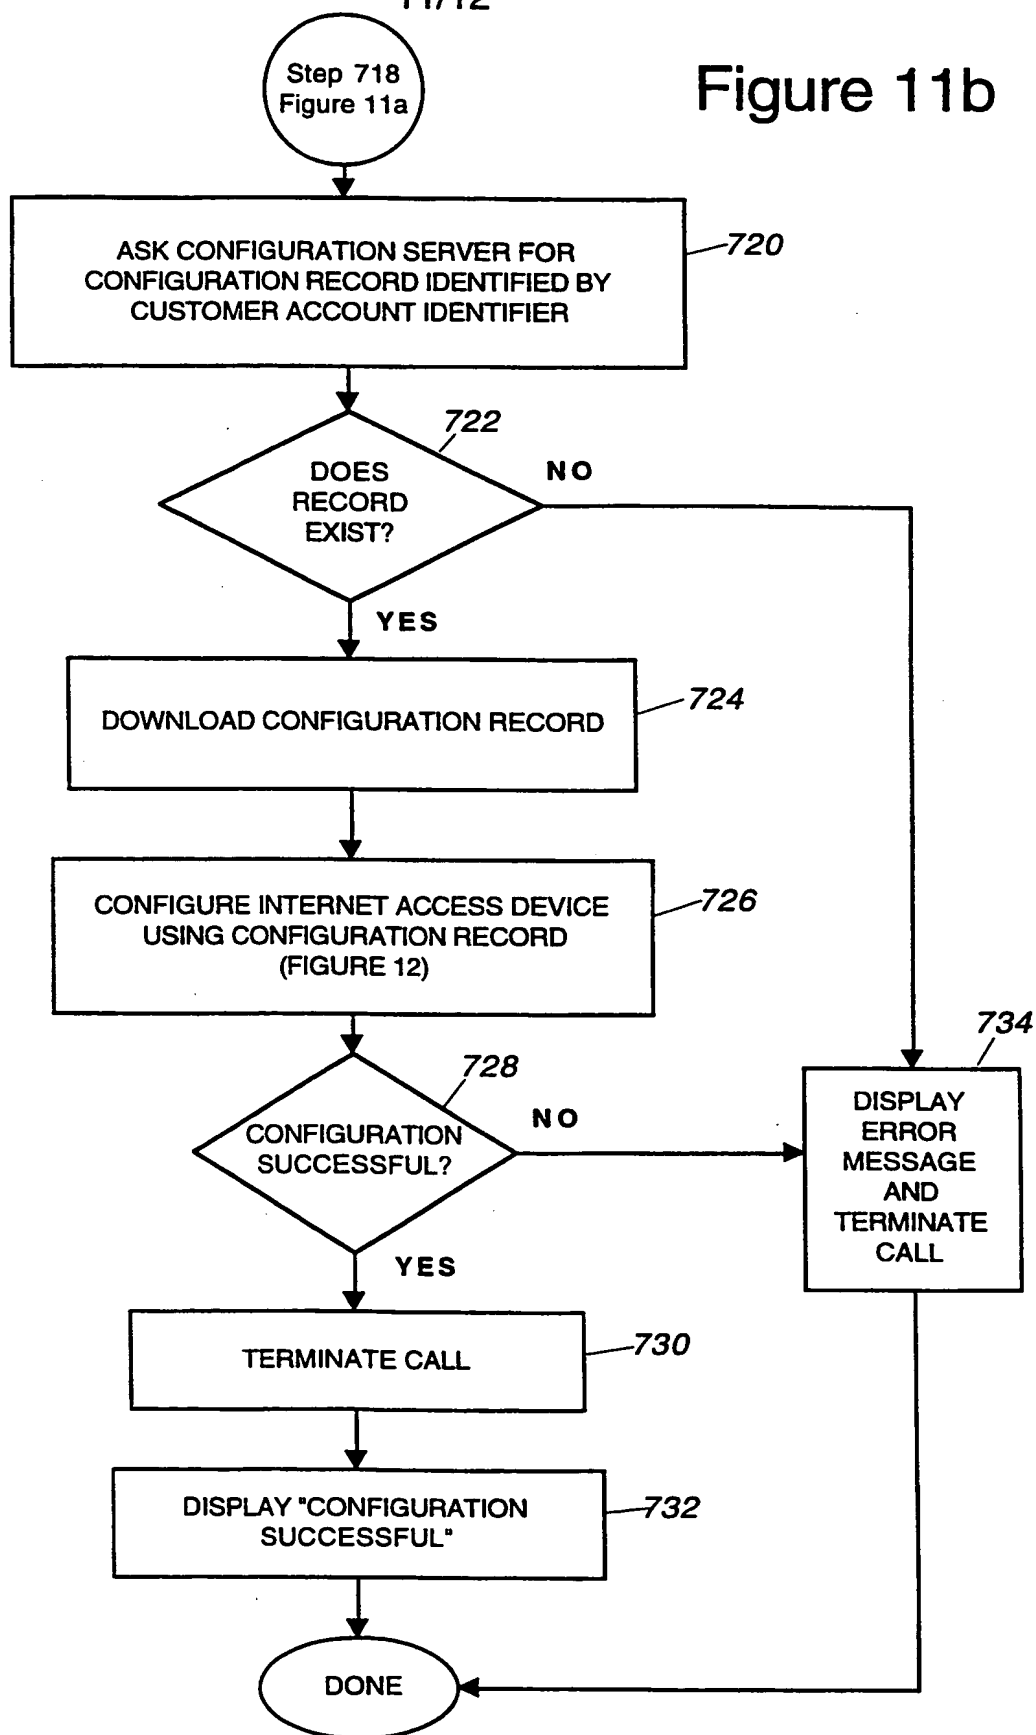 11/12
Step 718
Figure 11a
Figure 11b
ASK CONFIGURATION SERVER FOR
CONFIGURATION RECORD IDENTIFIED BY
CUSTOMER ACCOUNT IDENTIFIER
720
722
DOES
RECORD
EXIST?
NO
YES
DOWNLOAD CONFIGURATION RECORD
724
CONFIGURE INTERNET ACCESS DEVICE
USING CONFIGURATION RECORD
(FIGURE 12)
726
728
CONFIGURATION
SUCCESSFUL?
NO
YES
734
DISPLAY
ERROR
MESSAGE
AND
TERMINATE
CALL
TERMINATE CALL
730
DISPLAY "CONFIGURATION
SUCCESSFUL"
732
DONE